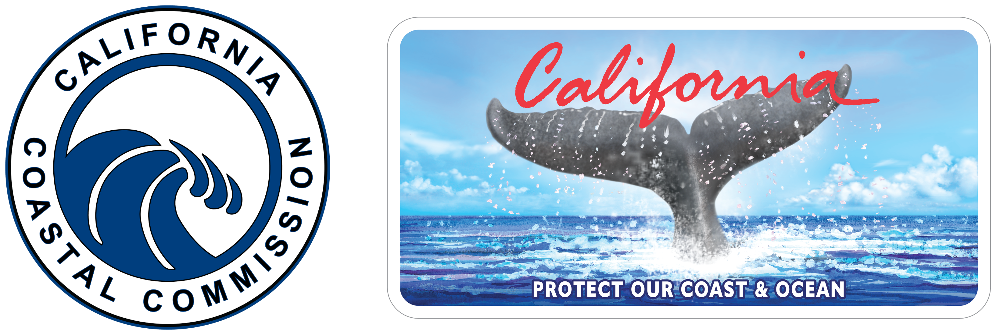 CALIFORNIA
COASTAL COMMISSION
California
PROTECT OUR COAST & OCEAN